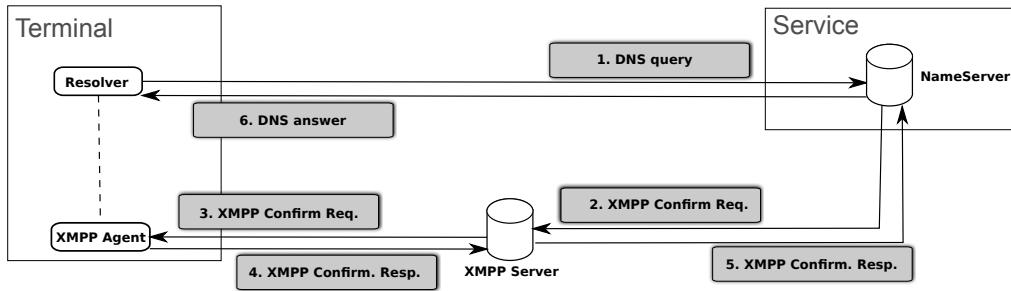 Terminal
Service
1. DNS query
Resolver
NameServer
6. DNS answer
3. XMPP Confirm Req.
2. XMPP Confirm Req.
XMPP Agent
4. XMPP Confirm. Resp.
XMPP Server
5. XMPP Confirm. Resp.